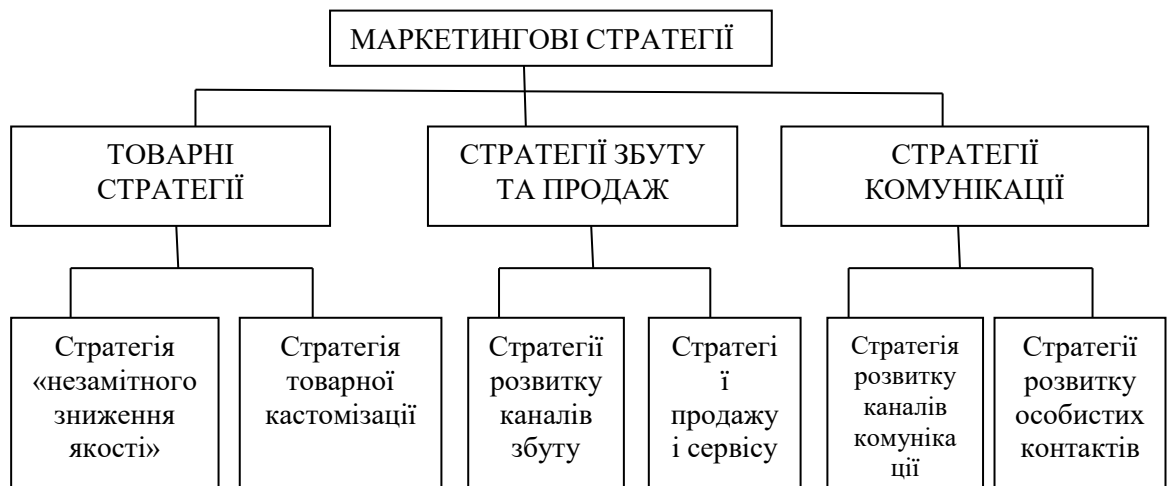 МАРКЕТИНГОВІ СТРАТЕГІЇ
ТОВАРНІ
СТРАТЕГІЇ
СТРАТЕГІЇ ЗБУТУ
ТА ПРОДАЖ
СТРАТЕГІЇ
КОМУНІКАЦІЇ
Стратегія
«незамітного
зниження
якості»
Стратегія
товарної
кастомізації
Стратегії
розвитку
каналів
збуту
Стратегі
ї
продажу
і сервісу
Стратегія
розвитку
каналів
комуніка
ції
Стратегії
розвитку
особистих
контактів